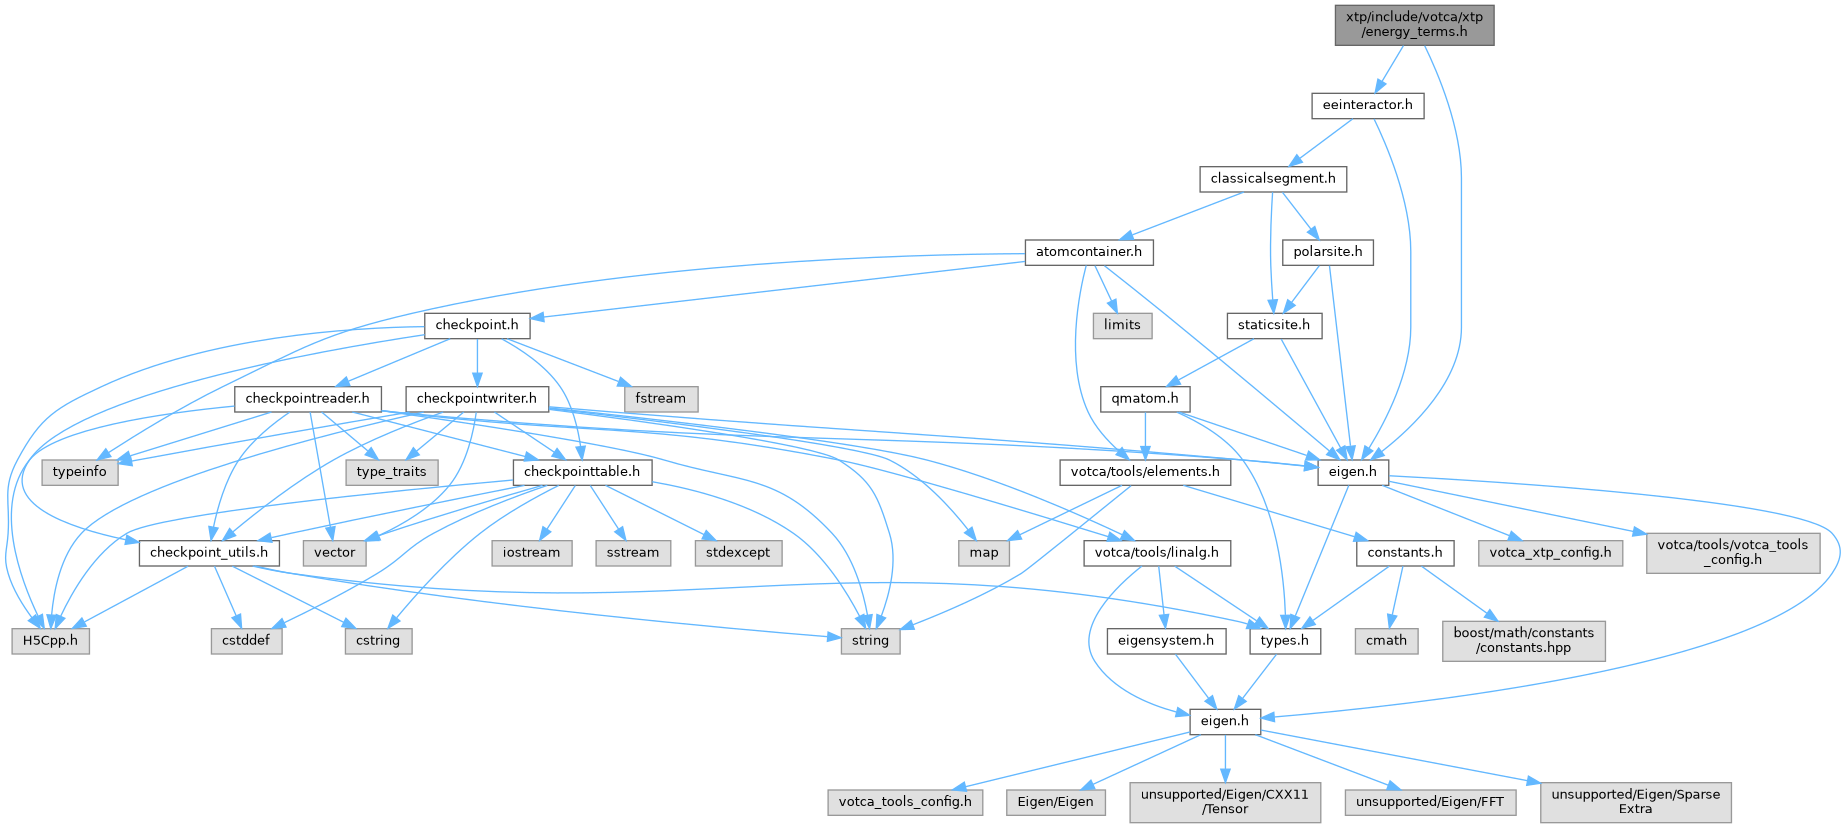 xtp/include/votca/xtp
/energy_terms.h
eeinteractor.h
classicalsegment.h
atomcontainer.h
polarsite.h
checkpoint.h
limits
staticsite.h
checkpointreader.h
checkpointwriter.h
fstream
qmatom.h
typeinfo
type_traits
checkpointtable.h
votca/tools/elements.h
eigen.h
checkpoint_utils.h
vector
iostream
sstream
stdexcept
map
votca/tools/linalg.h
constants.h
votca_xtp_config.h
votca/tools/votca_tools
_config.h
H5Cpp.h
cstddef
cstring
string
eigensystem.h
types.h
cmath
boost/math/constants
/constants.hpp
eigen.h
votca_tools_config.h
Eigen/Eigen
unsupported/Eigen/CXX11
/Tensor
unsupported/Eigen/FFT
unsupported/Eigen/Sparse
Extra